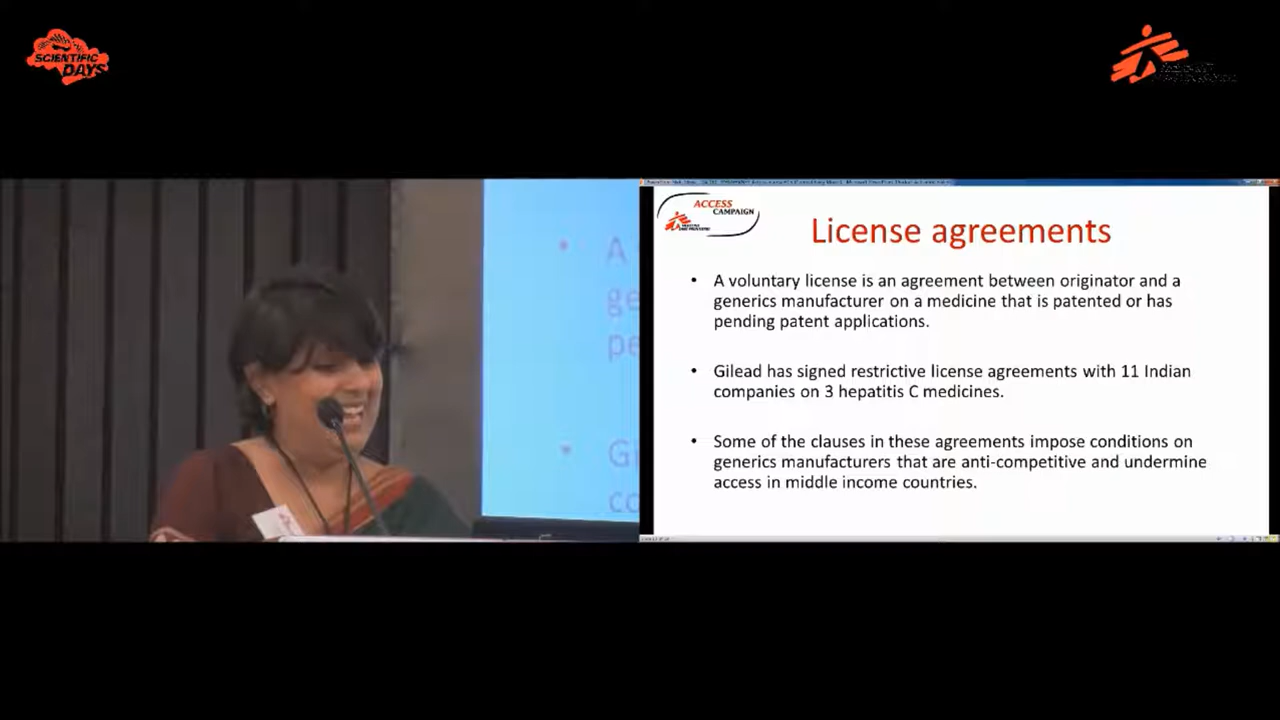 SCIENTIFIC
DAYS
A
ge
pe
G
co
ACCESS
CAMPAIGN
License agreements
• A voluntary license is an agreement between originator and a
generics manufacturer on a medicine that is patented or has
pending patent applications.
• Gilead has signed restrictive license agreements with 11 Indian
companies on 3 hepatitis C medicines.
• Some of the clauses in these agreements impose conditions on
generics manufacturers that are anti-competitive and undermine
access in middle income countries.